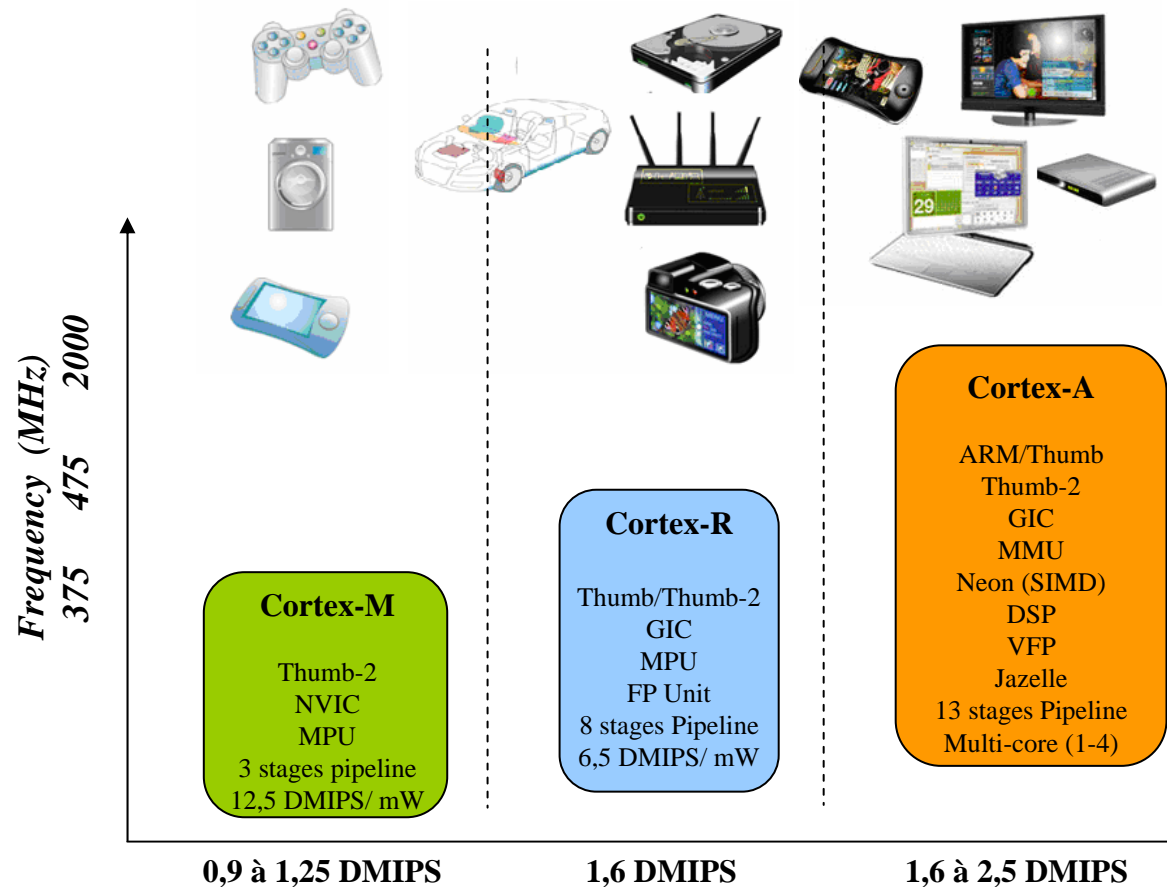 29
MENU
Frequency (MHz)
2000
475
375
Cortex-M
Thumb-2
NVIC
MPU
3 stages pipeline
12,5 DMIPS/ mW
Cortex-R
Thumb/Thumb-2
GIC
MPU
FP Unit
8 stages Pipeline
6,5 DMIPS/ mW
Cortex-A
ARM/Thumb
Thumb-2
GIC
MMU
Neon (SIMD)
DSP
VFP
Jazelle
13 stages Pipeline
Multi-core (1-4)
0,9 à 1,25 DMIPS
1,6 DMIPS
1,6 à 2,5 DMIPS